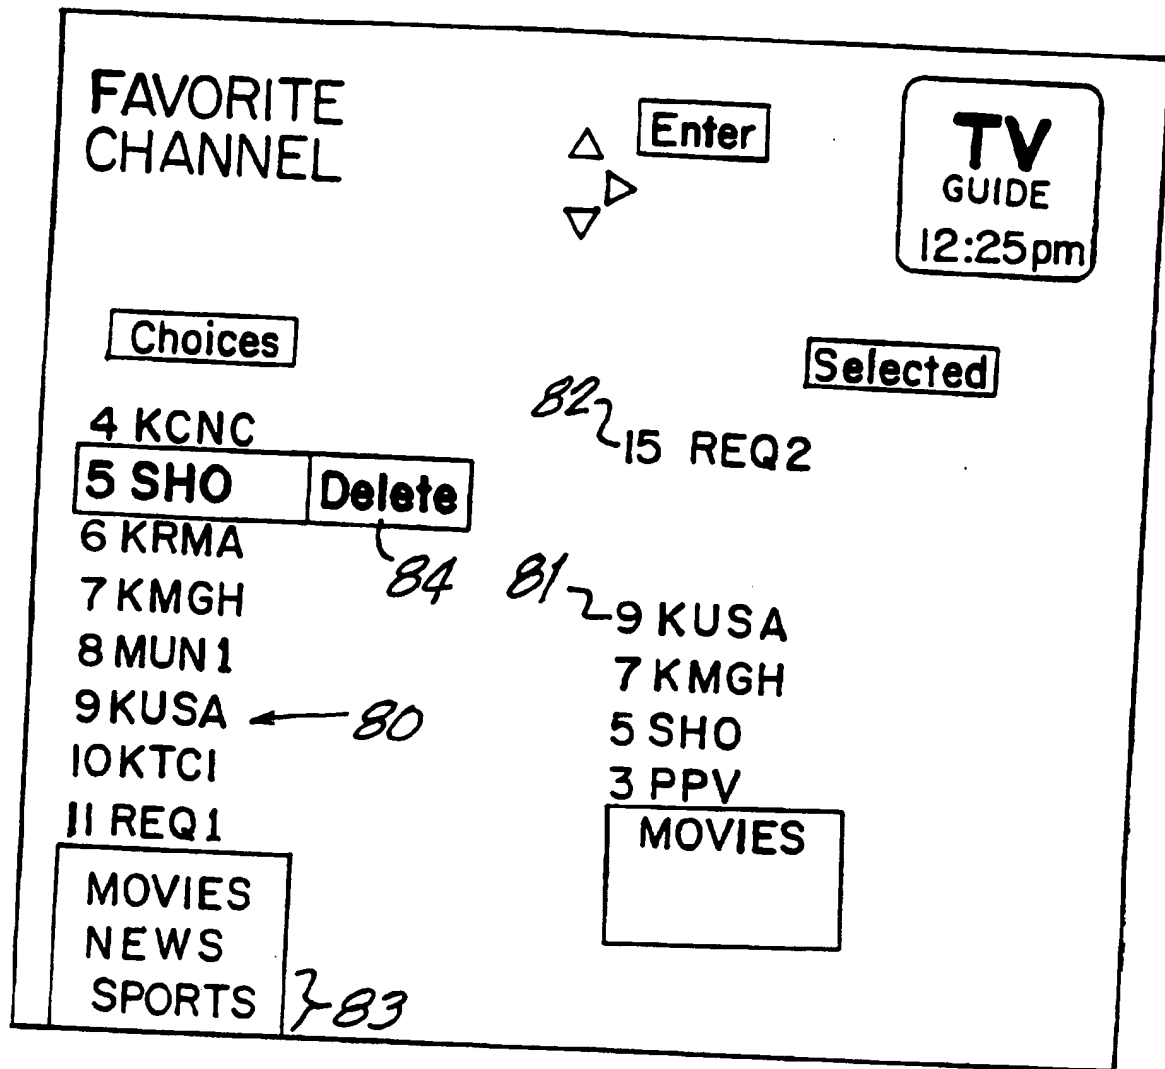 FAVORITE
CHANNEL
Enter
TV
GUIDE
12:25pm
Choices
Selected
4 KCNC
5 SHO Delete
6 KRMA
7 KMGH
8 MUN1
9 KUSA
10 KTCI
11 REQ1
MOVIES
NEWS
SPORTS
84
80
83
82
15 REQ2
81
9 KUSA
7 KMGH
5 SHO
3 PPV
MOVIES